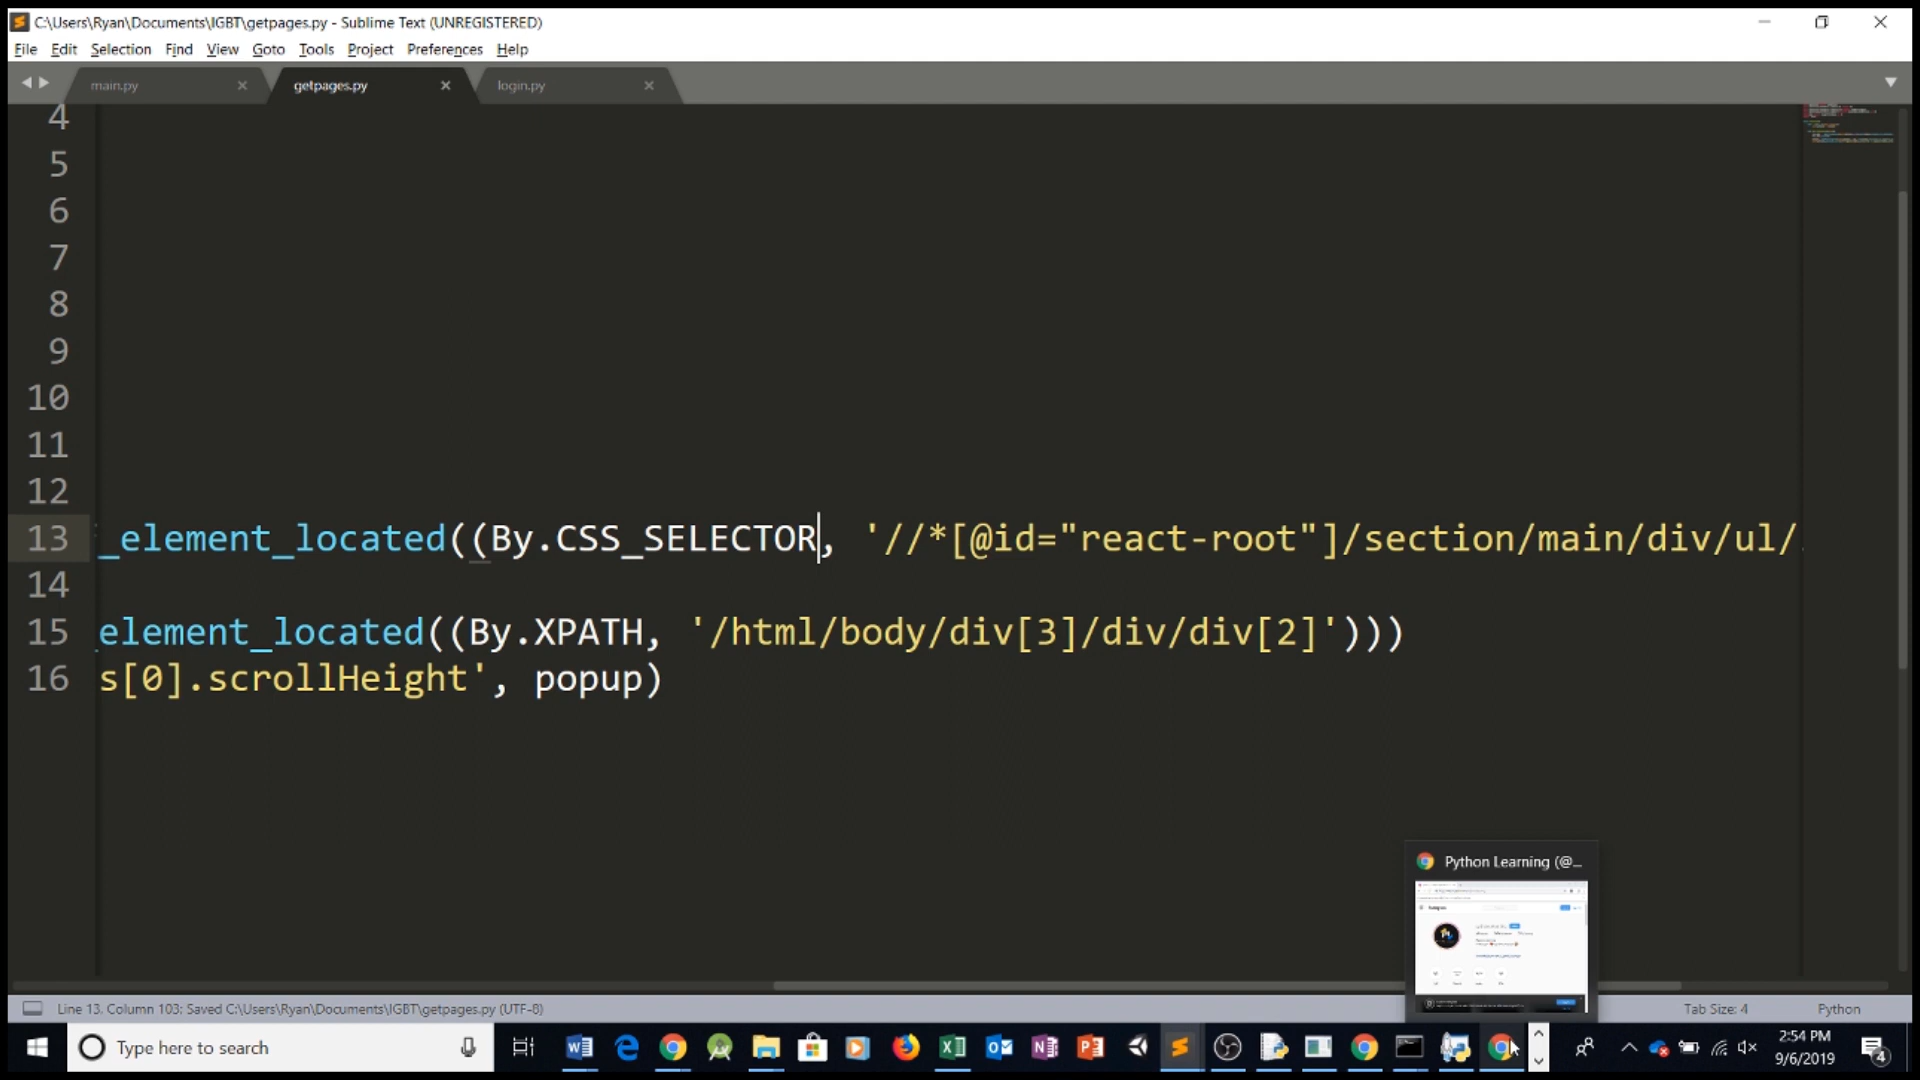 C:\Users\Ryan\Documents\IGBT\getpages.py - Sublime Text (UNREGISTERED)
File Edit Selection Find View Goto Tools Project Preferences Help
main.py getpages.py login.py
4
5
6
7
8
9
10
11
12
13 _element_located((By.CSS_SELECTOR, '//*[@id="react-root"]/section/main/div/ul/
14
15 element_located((By.XPATH, '/html/body/div[3]/div/div[2]')))
16 s[0].scrollHeight', popup)
Python Learning (@_
Line 13, Column 103; Saved C:\Users\Ryan\Documents\IGBT\getpages.py (UTF-8) Tab Size: 4 Python
Type here to search
2:54 PM
9/6/2019
4